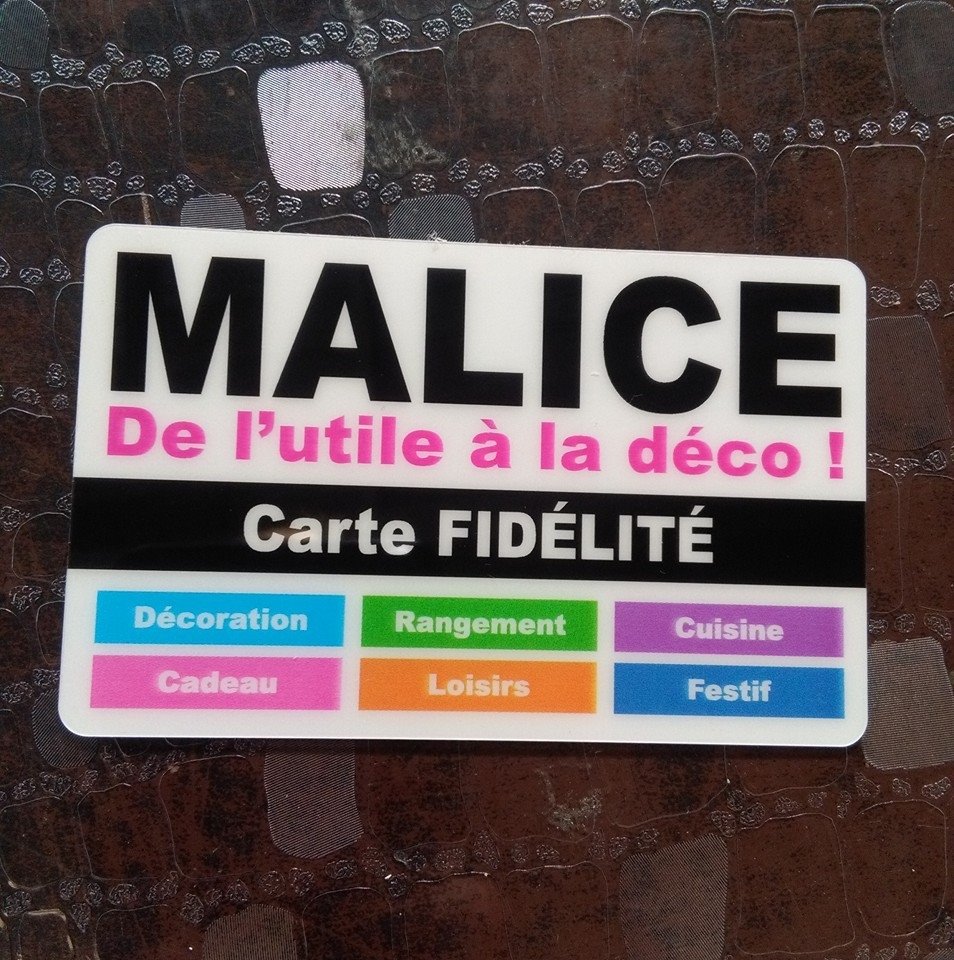 MALICE
De l'utile à la déco !
Carte FIDÉLITÉ
Décoration Rangement Cuisine
Cadeau Loisirs Festif